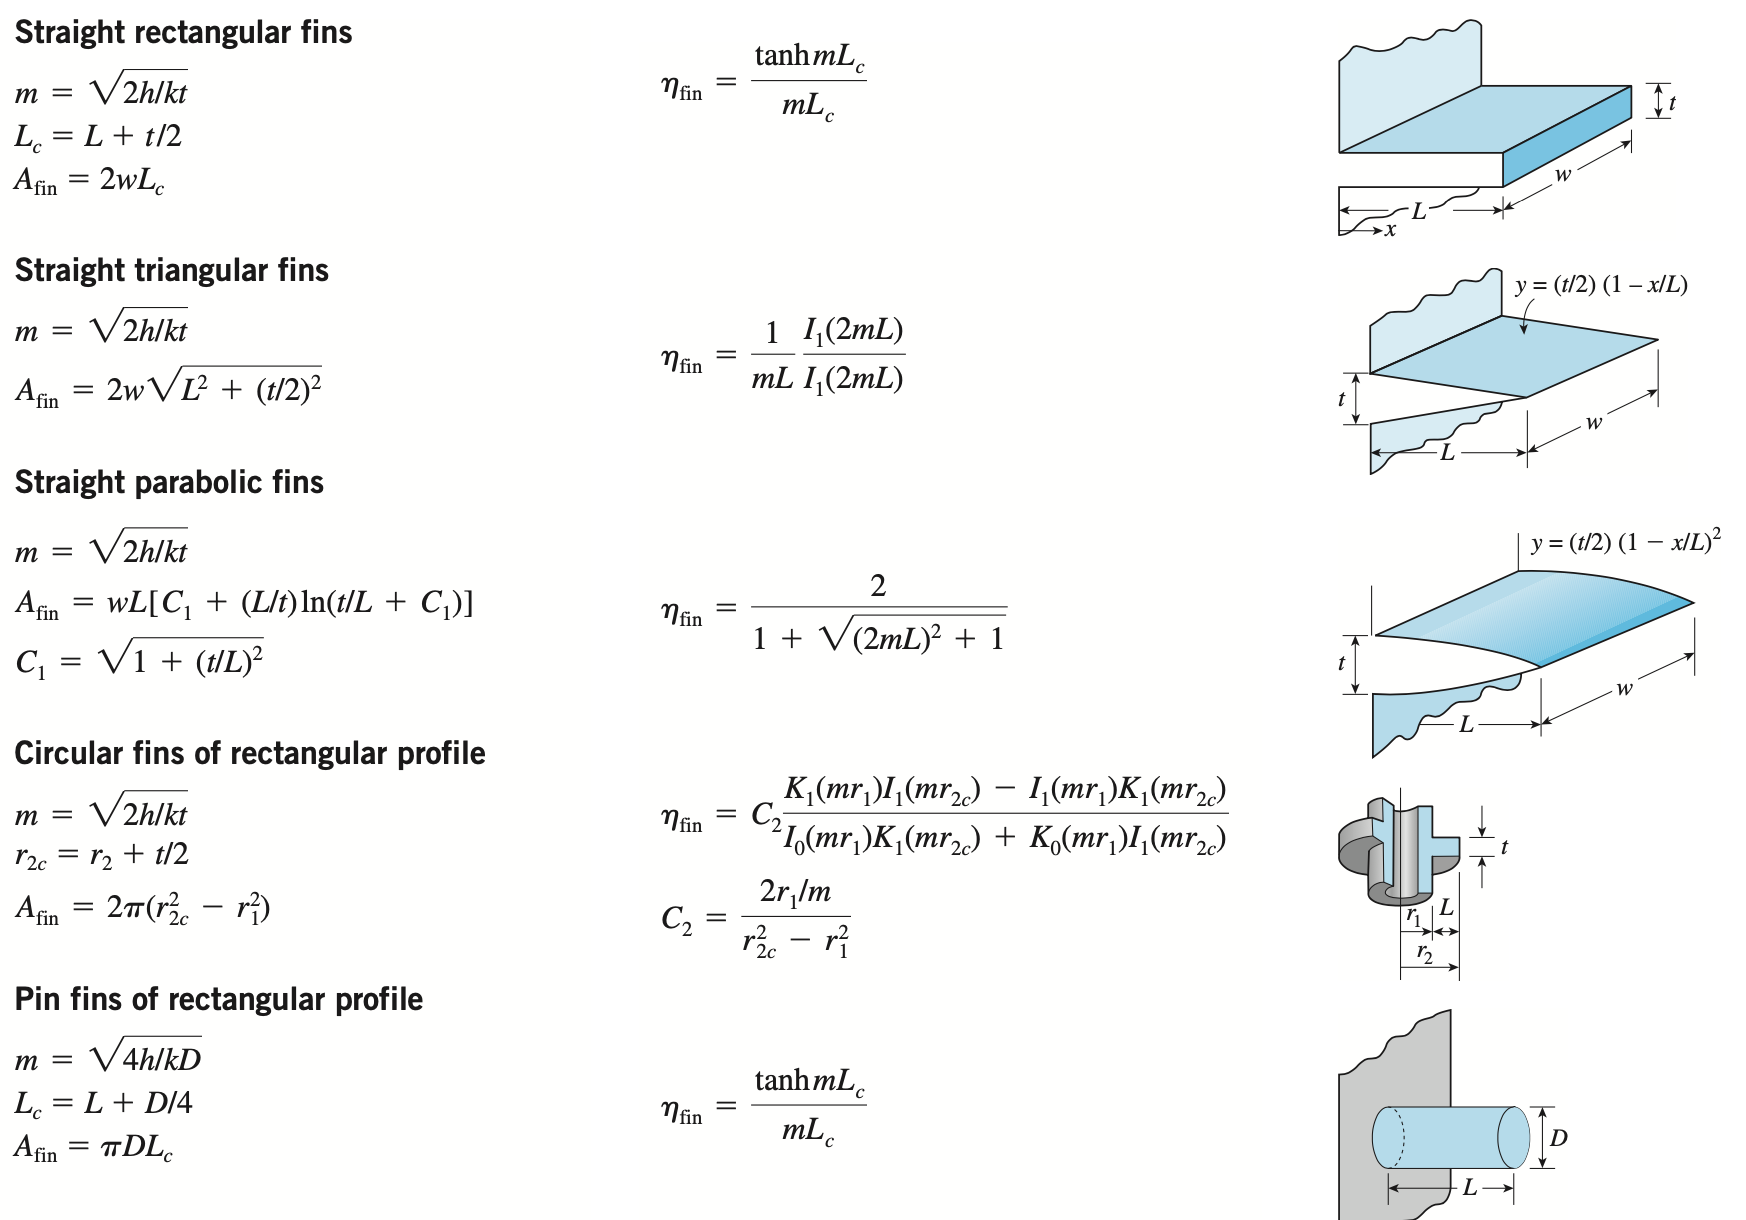 Straight rectangular fins
m = √(2h/kt)
L_c = L + t/2
A_fin = 2wL_c
η_fin = tanh mL_c / mL_c
t
w
L
x
Straight triangular fins
m = √(2h/kt)
A_fin = 2w√(L² + (t/2)²)
η_fin = 1/mL I₁(2mL)/I₁(2mL)
y = (t/2) (1 – x/L)
t
w
L
Straight parabolic fins
m = √(2h/kt)
A_fin = wL[C₁ + (L/t)ln(t/L + C₁)]
C₁ = √(1 + (t/L)²)
η_fin = 2 / (1 + √((2mL)² + 1))
y = (t/2) (1 − x/L)²
t
w
L
Circular fins of rectangular profile
m = √(2h/kt)
r_2c = r₂ + t/2
A_fin = 2π(r²_2c − r²₁)
η_fin = C₂ (K₁(mr₁)I₁(mr_2c) − I₁(mr₁)K₁(mr_2c)) / (I₀(mr₁)K₁(mr_2c) + K₀(mr₁)I₁(mr_2c))
C₂ = (2r₁/m) / (r²_2c − r²₁)
t
r₁
L
r₂
Pin fins of rectangular profile
m = √(4h/kD)
L_c = L + D/4
A_fin = πDL_c
η_fin = tanh mL_c / mL_c
D
L